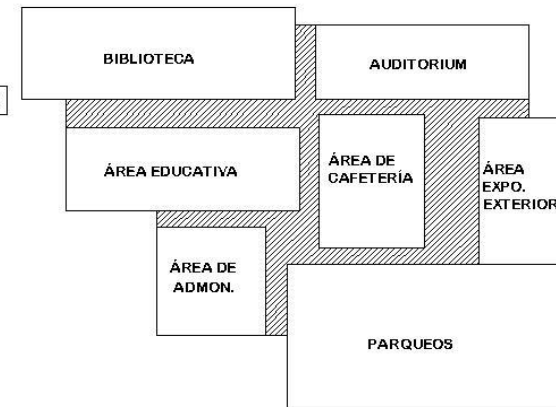 BIBLIOTECA
AUDITORIUM
ÁREA EDUCATIVA
ÁREA DE
CAFETERÍA
ÁREA
EXPO.
EXTERIOR
ÁREA DE
ADMON.
PARQUEOS